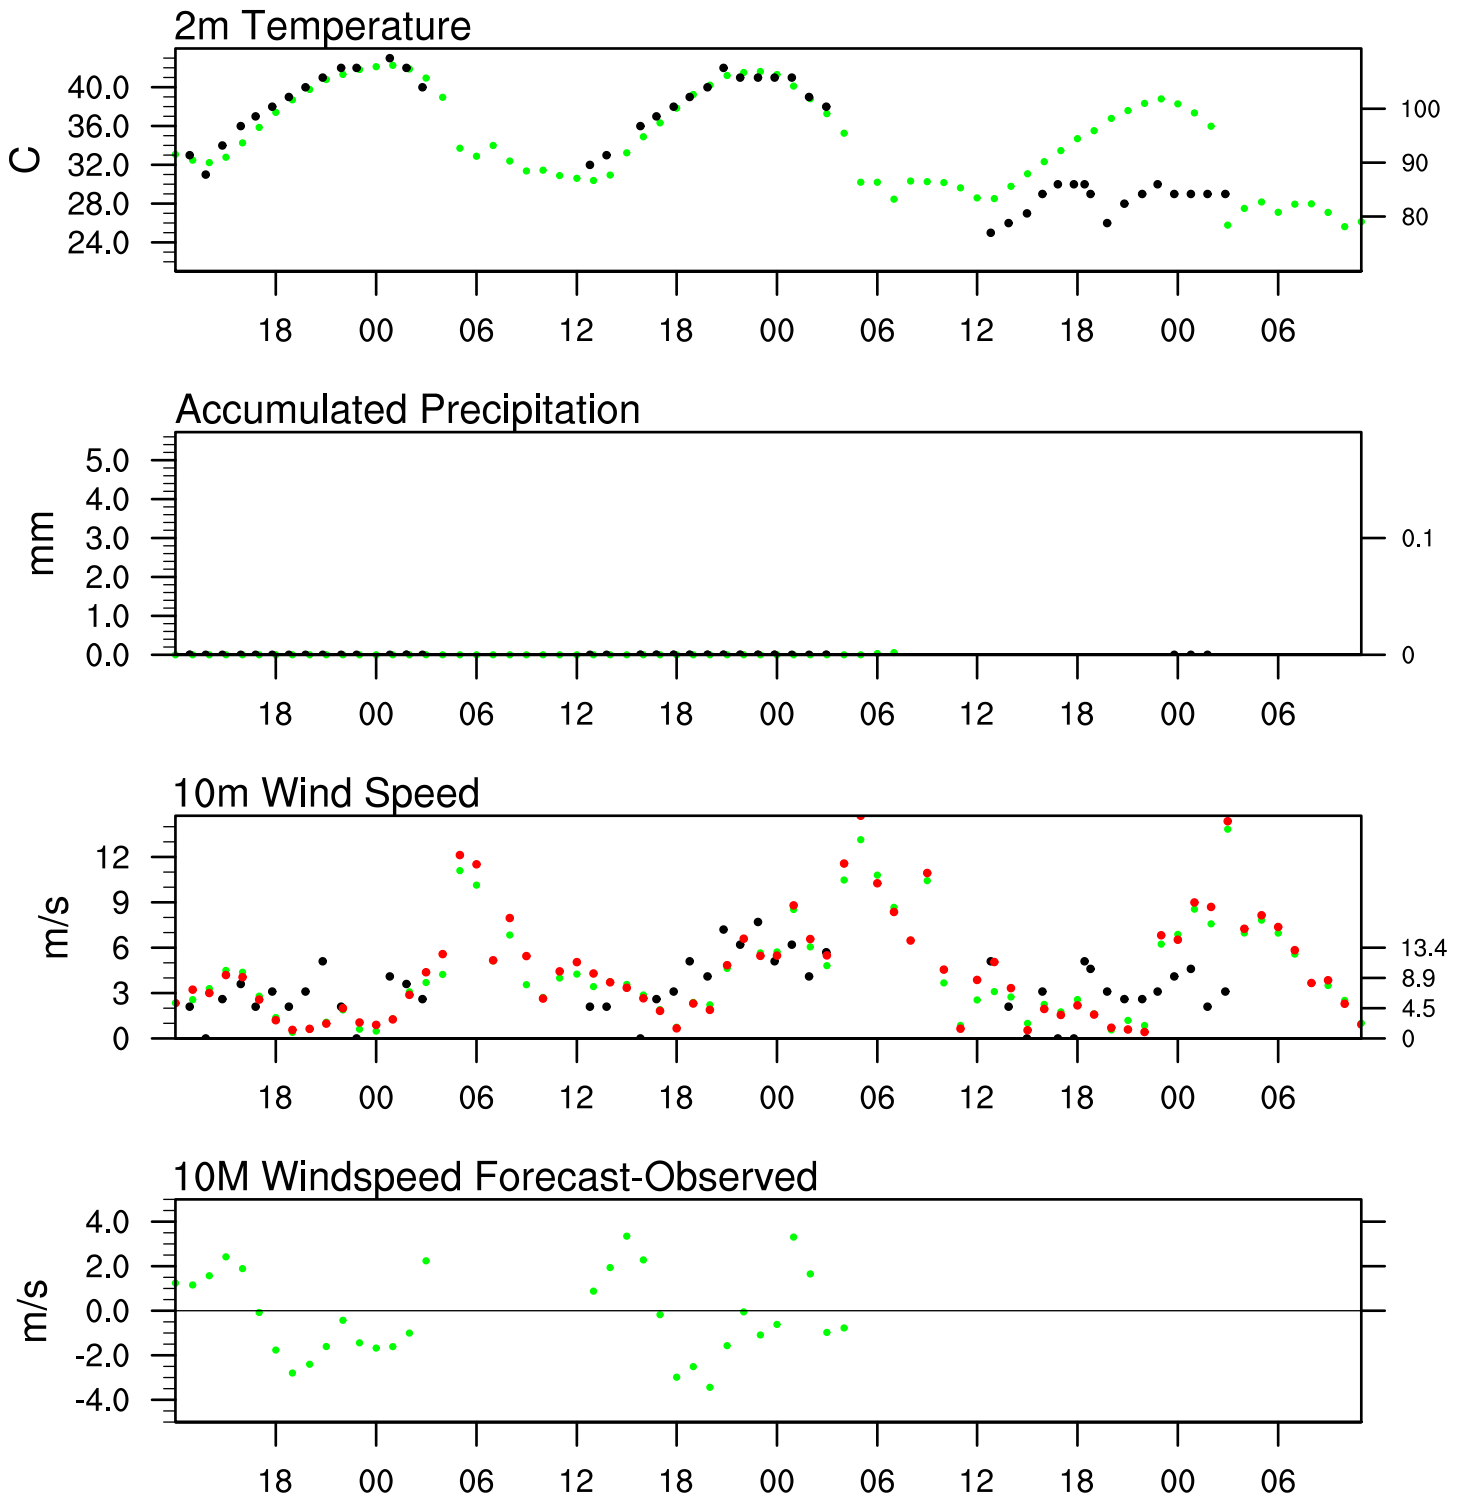 2m Temperature
C
40.0
36.0
32.0
28.0
24.0
100
90
80
18 00 06 12 18 00 06 12 18 00 06
Accumulated Precipitation
mm
5.0
4.0
3.0
2.0
1.0
0.0
0.1
0
18 00 06 12 18 00 06 12 18 00 06
10m Wind Speed
m/s
12
9
6
3
0
13.4
8.9
4.5
0
18 00 06 12 18 00 06 12 18 00 06
10M Windspeed Forecast-Observed
m/s
4.0
2.0
0.0
-2.0
-4.0
18 00 06 12 18 00 06 12 18 00 06